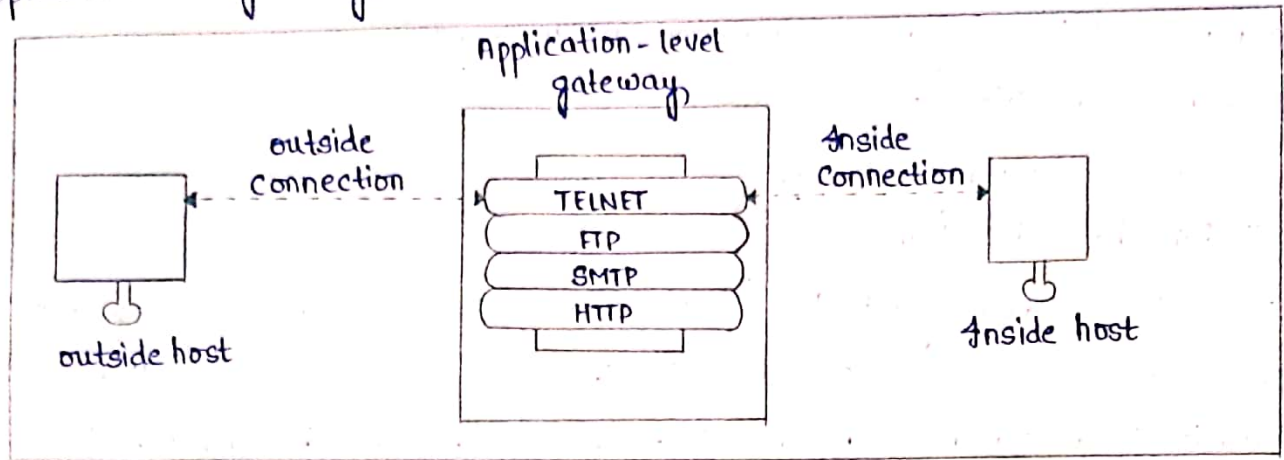 Application-level
gateway
outside
connection
Inside
connection
TELNET
FTP
SMTP
HTTP
outside host
Inside host